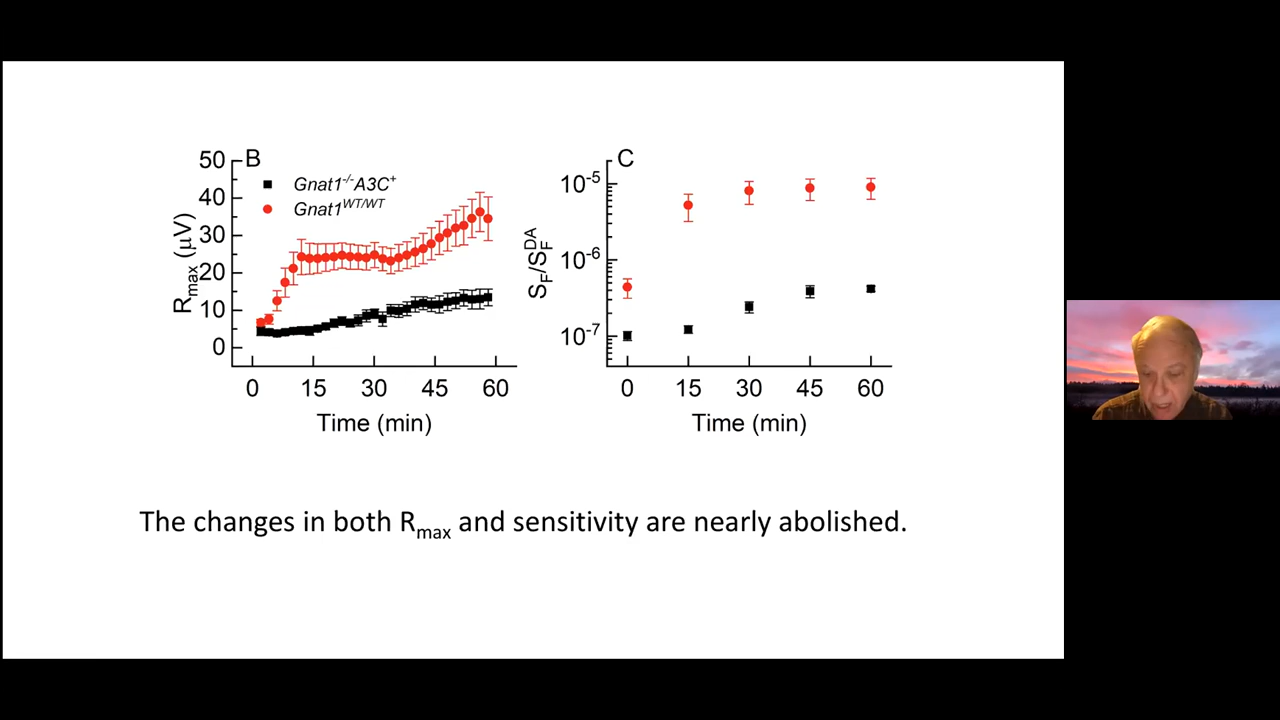 B
50
40
30
20
10
0
R_max (μV)
Gnat1^-/-A3C^+
Gnat1^WT/WT
0 15 30 45 60
Time (min)
C
10^-5
10^-6
10^-7
S_F/S_F^DA
0 15 30 45 60
Time (min)
The changes in both R_max and sensitivity are nearly abolished.